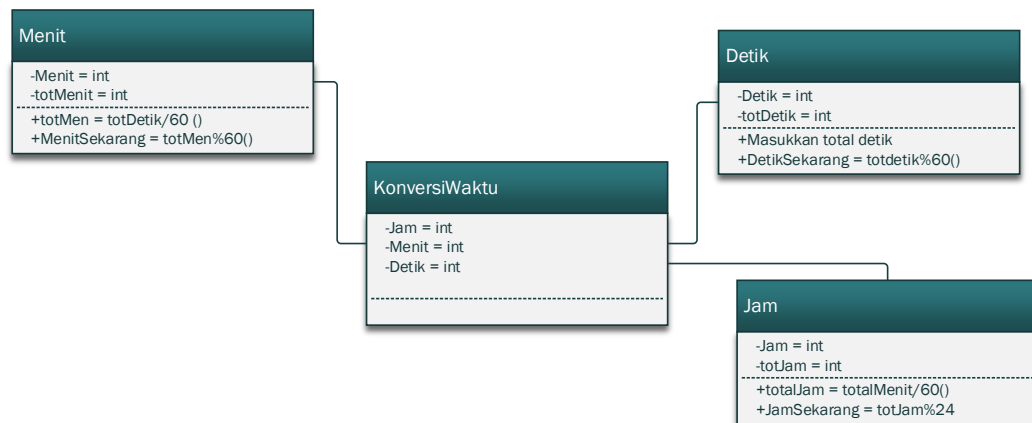 Menit
-Menit = int
-totMenit = int
+totMen = totDetik/60 ()
+MenitSekarang = totMen%60()
Detik
-Detik = int
-totDetik = int
+Masukkan total detik
+DetikSekarang = totdetik%60()
KonversiWaktu
-Jam = int
-Menit = int
-Detik = int
Jam
-Jam = int
-totJam = int
+totalJam = totalMenit/60()
+JamSekarang = totJam%24